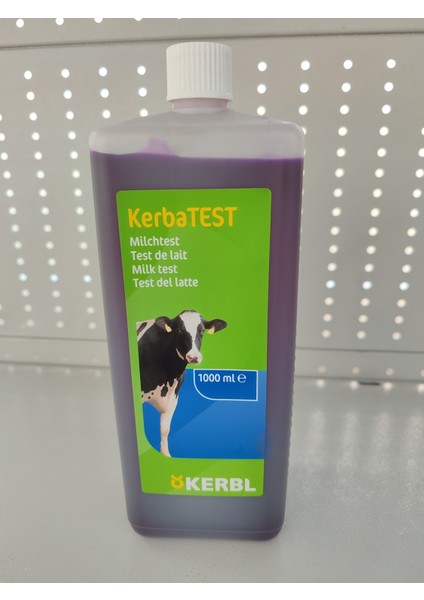 KerbaTEST
Milchtest
Test de lait
Milk test
Test del latte
1000 ml ℮
KERBL